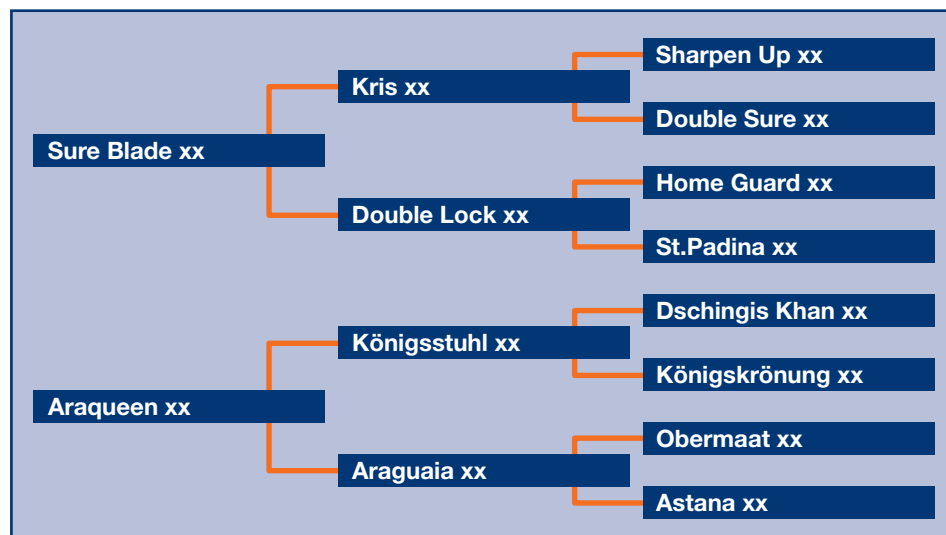 Sharpen Up xx
Kris xx
Double Sure xx
Sure Blade xx
Home Guard xx
Double Lock xx
St.Padina xx
Dschingis Khan xx
Königsstuhl xx
Königskrönung xx
Araqueen xx
Obermaat xx
Araguaia xx
Astana xx